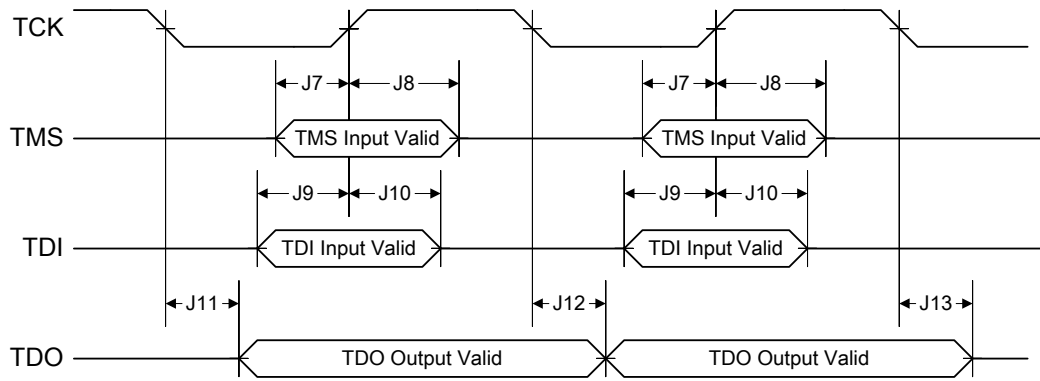 TCK
J7 J8 J7 J8
TMS TMS Input Valid TMS Input Valid
J9 J10 J9 J10
TDI TDI Input Valid TDI Input Valid
J11 J12 J13
TDO TDO Output Valid TDO Output Valid